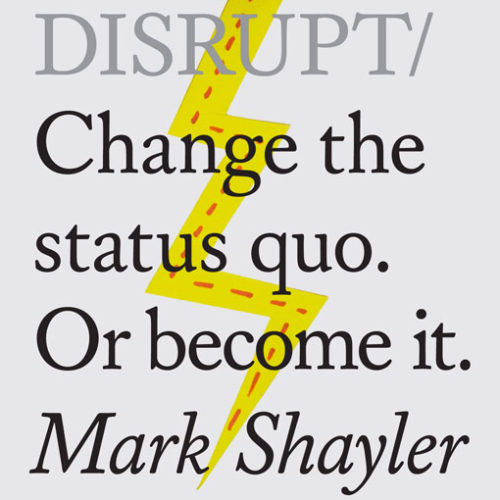 DISRUPT/
Change the
status quo.
Or become it.
Mark Shayler